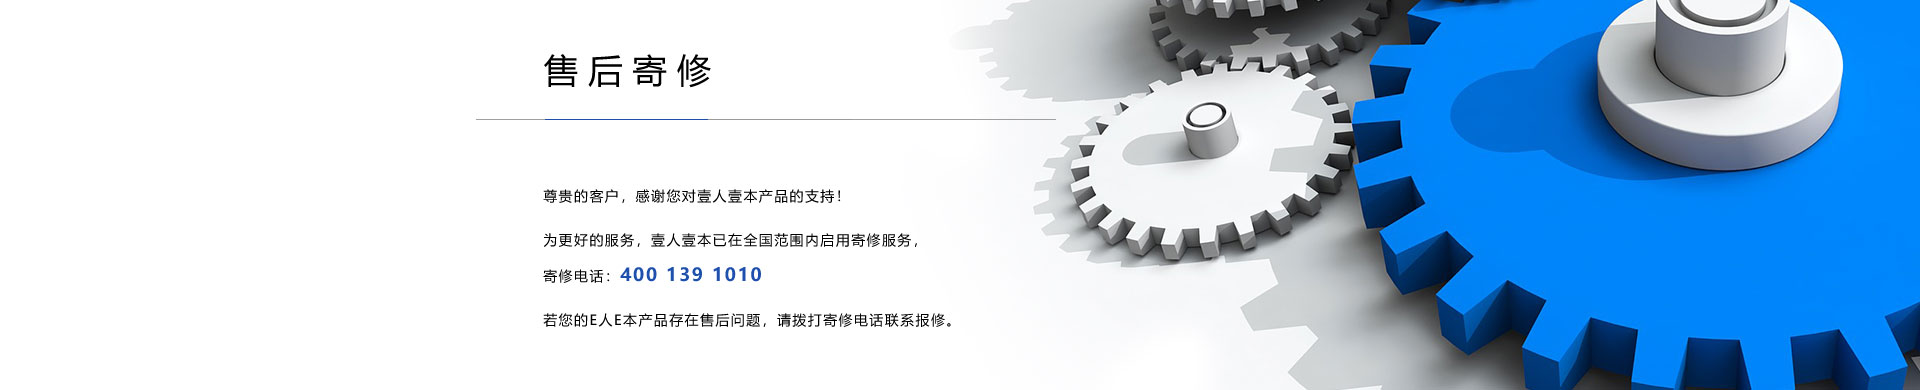 售后寄修
尊贵的客户，感谢您对壹人壹本产品的支持！
为更好的服务，壹人壹本已在全国范围内启用寄修服务，
寄修电话：400 139 1010
若您的E人E本产品存在售后问题，请拨打寄修电话联系报修。